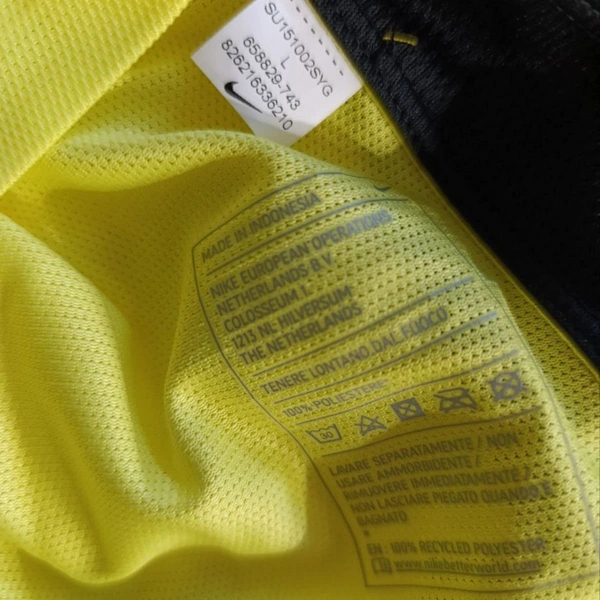 SU151002SYG
L
658829-743
826216336210
MADE IN INDONESIA
NIKE EUROPEAN OPERATIONS
NETHERLANDS B.V.
COLOSSEUM 1
1213 NL HILVERSUM
THE NETHERLANDS
TENERE LONTANO DAL FUOCO
100% POLIESTERE*
30
LAVARE SEPARATAMENTE / NON
USARE AMMORBIDENTE /
RIMUOVERE IMMEDIATAMENTE /
NON LASCIARE PIEGATO QUANDO È
BAGNATO
*
EN : 100% RECYCLED POLYESTER
www.nikebetterworld.com